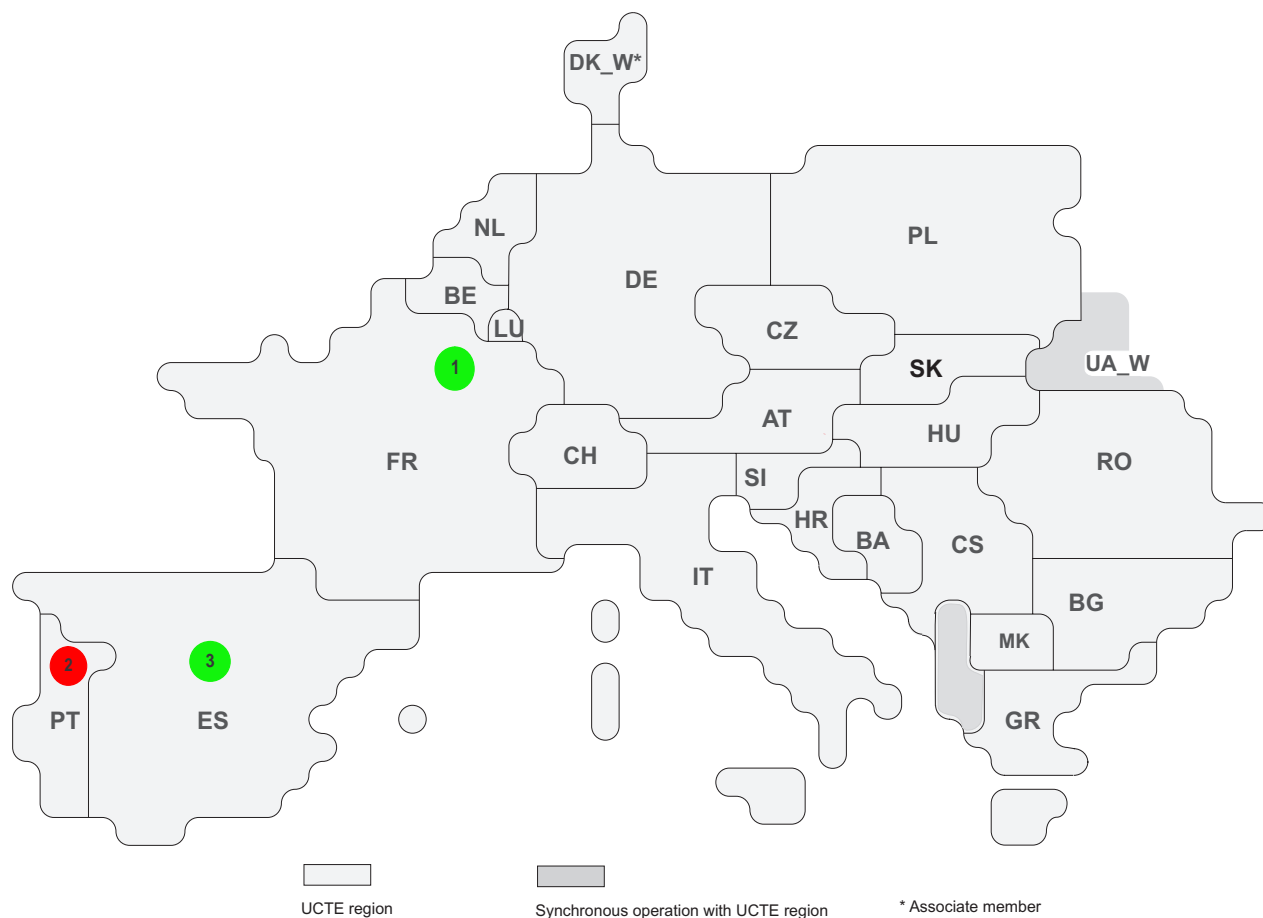 DK_W*
NL
PL
DE
BE
LU
CZ
1
SK
UA_W
AT
HU
FR
CH
RO
SI
HR
BA
CS
IT
BG
MK
2
3
PT
ES
GR
UCTE region
Synchronous operation with UCTE region
* Associate member